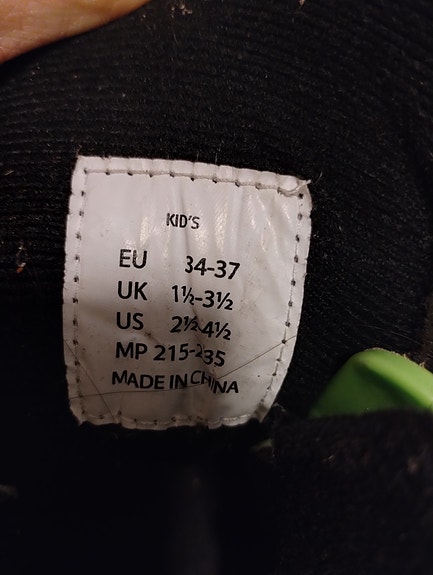 KID'S
EU 34-37
UK 1½-3½
US 2½-4½
MP 215-235
MADE IN CHINA